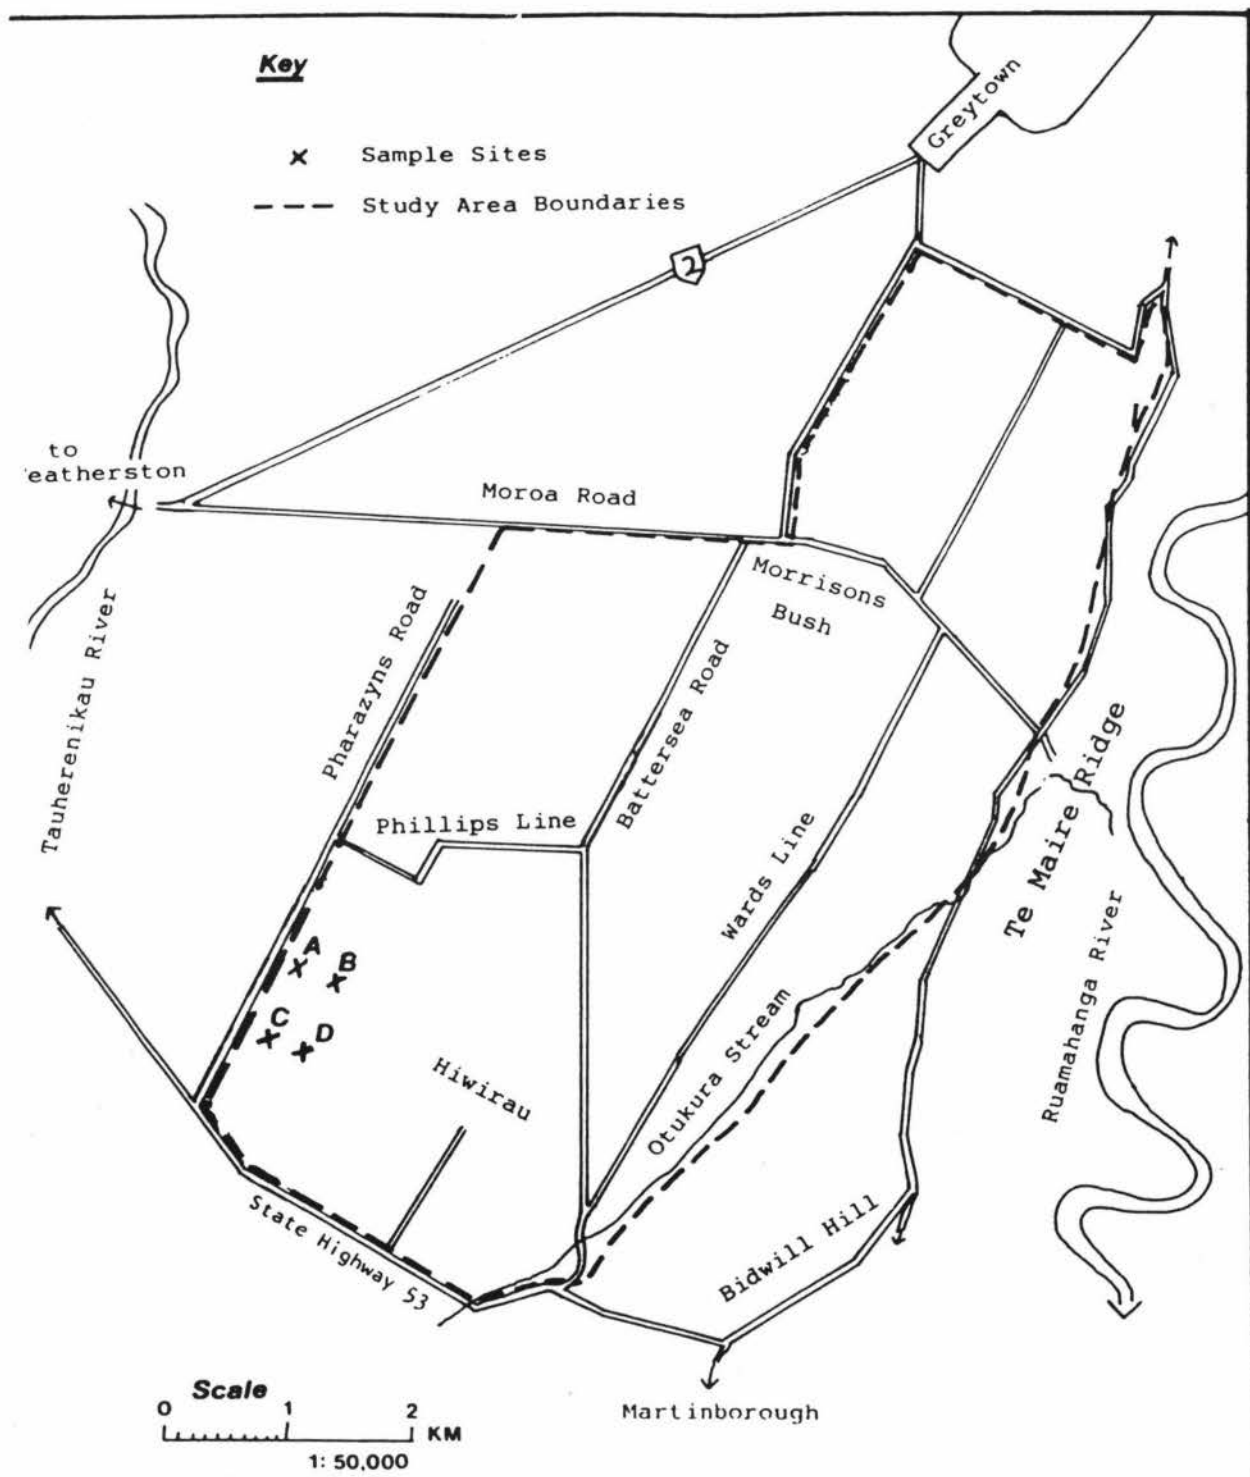 Key
Sample Sites
Study Area Boundaries
Greytown
2
to
eatherston
Moroa Road
Morrisons
Bush
Tauherenikau River
Pharazyns Road
Battersea Road
Phillips Line
Wards Line
Te Maire Ridge
Ruamahanga River
A
B
C
D
Hiwirau
Otukura Stream
State Highway 53
Bidwill Hill
Martinborough
Scale
0 1 2
KM
1: 50,000